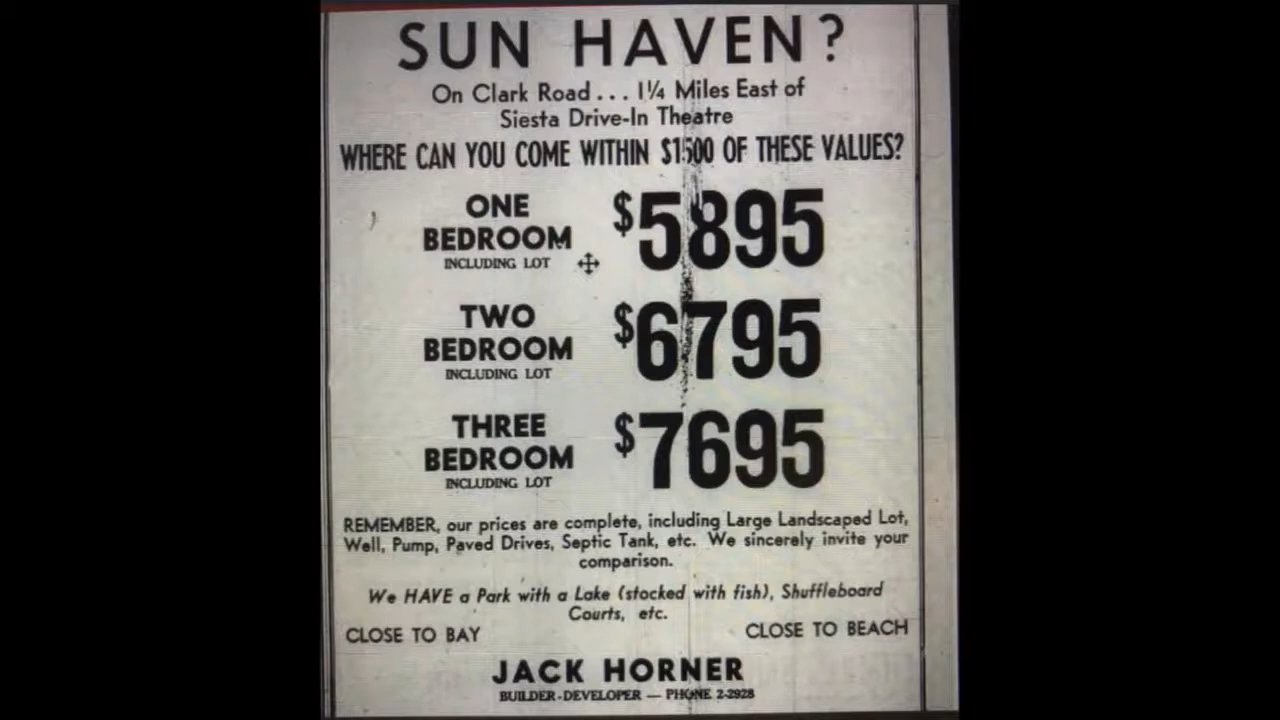 SUN HAVEN?
On Clark Road... 1¼ Miles East of
Siesta Drive-In Theatre
WHERE CAN YOU COME WITHIN $1500 OF THESE VALUES?
ONE
BEDROOM
INCLUDING LOT
$5895
TWO
BEDROOM
INCLUDING LOT
$6795
THREE
BEDROOM
INCLUDING LOT
$7695
REMEMBER, our prices are complete, including Large Landscaped Lot,
Well, Pump, Paved Drives, Septic Tank, etc. We sincerely invite your
comparison.
We HAVE a Park with a Lake (stocked with fish), Shuffleboard
Courts, etc.
CLOSE TO BAY CLOSE TO BEACH
JACK HORNER
BUILDER-DEVELOPER — PHONE 2-2928